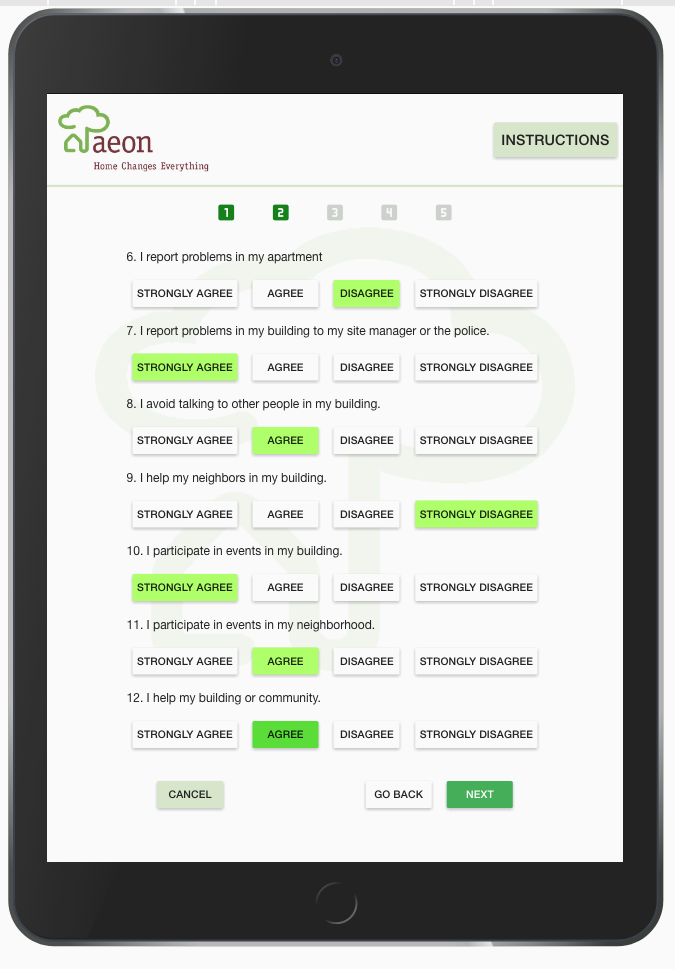 aeon
Home Changes Everything
INSTRUCTIONS
1 2 3 4 5
6. I report problems in my apartment
STRONGLY AGREE AGREE DISAGREE STRONGLY DISAGREE
7. I report problems in my building to my site manager or the police.
STRONGLY AGREE AGREE DISAGREE STRONGLY DISAGREE
8. I avoid talking to other people in my building.
STRONGLY AGREE AGREE DISAGREE STRONGLY DISAGREE
9. I help my neighbors in my building.
STRONGLY AGREE AGREE DISAGREE STRONGLY DISAGREE
10. I participate in events in my building.
STRONGLY AGREE AGREE DISAGREE STRONGLY DISAGREE
11. I participate in events in my neighborhood.
STRONGLY AGREE AGREE DISAGREE STRONGLY DISAGREE
12. I help my building or community.
STRONGLY AGREE AGREE DISAGREE STRONGLY DISAGREE
CANCEL GO BACK NEXT